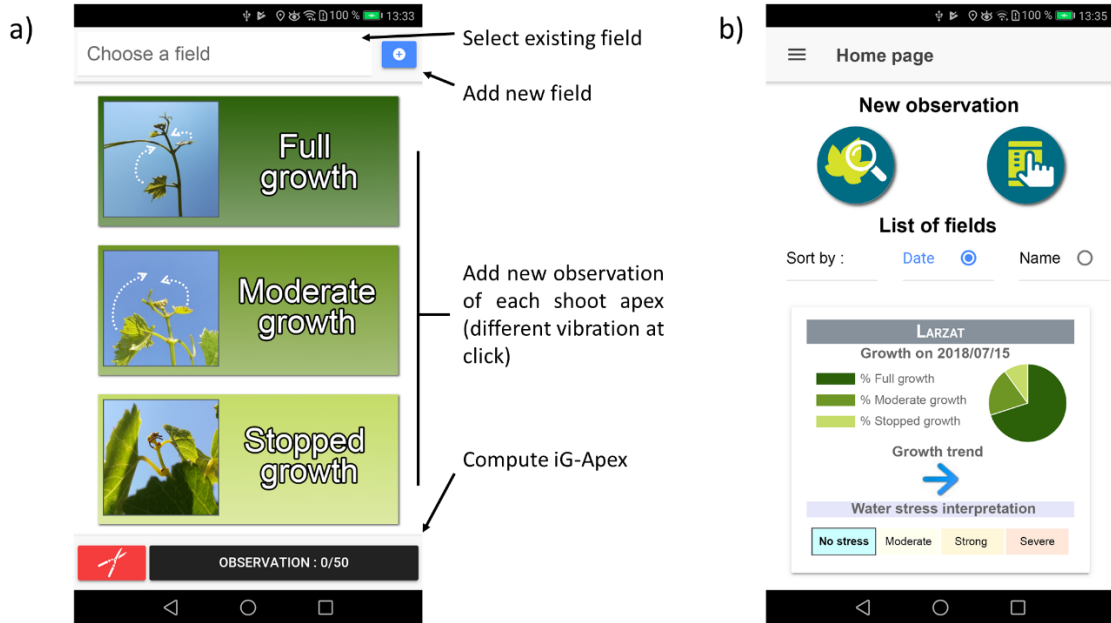 a)
100 % 13:33
Choose a field
Select existing field
Add new field
Full
growth
Moderate
growth
Stopped
growth
Add new observation
of each shoot apex
(different vibration at
click)
Compute iG-Apex
OBSERVATION : 0/50
b)
100 % 13:35
Home page
New observation
List of fields
Sort by : Date Name
LARZAT
Growth on 2018/07/15
% Full growth
% Moderate growth
% Stopped growth
Growth trend
Water stress interpretation
No stress Moderate Strong Severe